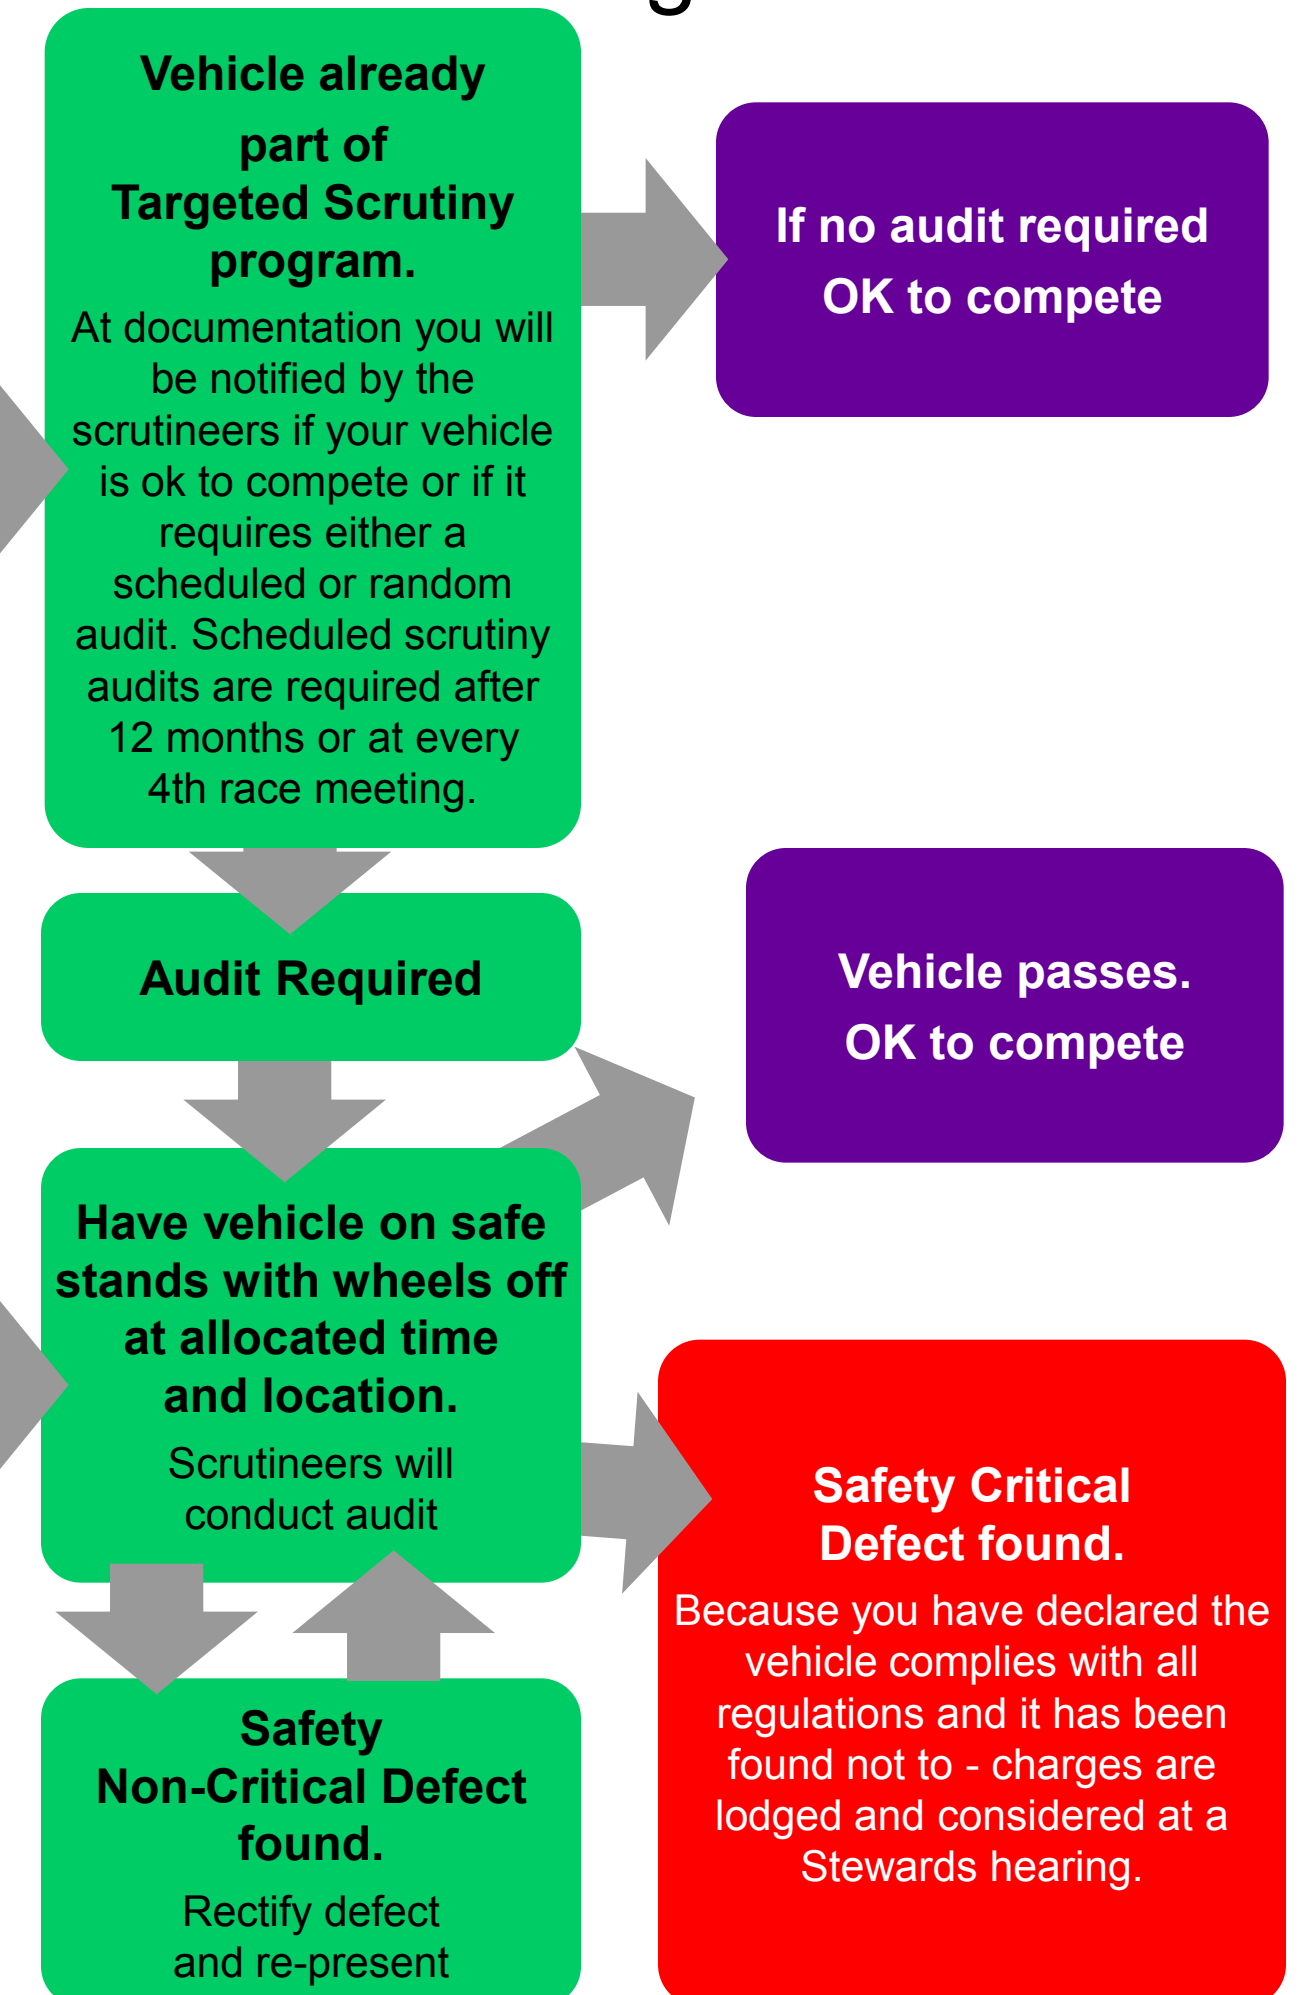 Vehicle already
part of
Targeted Scrutiny
program.
At documentation you will
be notified by the
scrutineers if your vehicle
is ok to compete or if it
requires either a
scheduled or random
audit. Scheduled scrutiny
audits are required after
12 months or at every
4th race meeting.
If no audit required
OK to compete
Audit Required
Vehicle passes.
OK to compete
Have vehicle on safe
stands with wheels off
at allocated time
and location.
Scrutineers will
conduct audit
Safety Critical
Defect found.
Because you have declared the
vehicle complies with all
regulations and it has been
found not to - charges are
lodged and considered at a
Stewards hearing.
Safety
Non-Critical Defect
found.
Rectify defect
and re-present